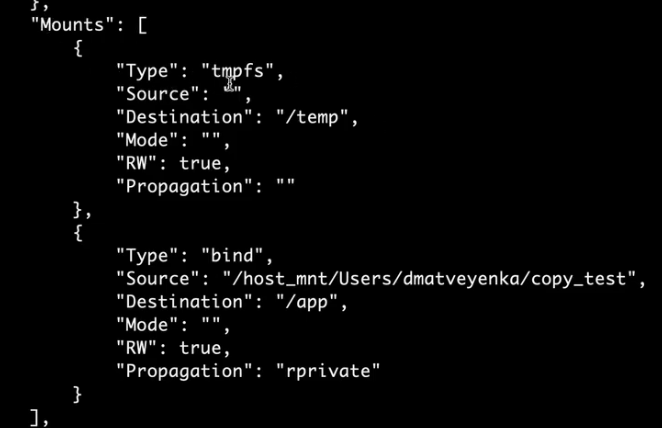 },
"Mounts": [
{
"Type": "tmpfs",
"Source": "",
"Destination": "/temp",
"Mode": "",
"RW": true,
"Propagation": ""
},
{
"Type": "bind",
"Source": "/host_mnt/Users/dmatveyenka/copy_test",
"Destination": "/app",
"Mode": "",
"RW": true,
"Propagation": "rprivate"
}
],